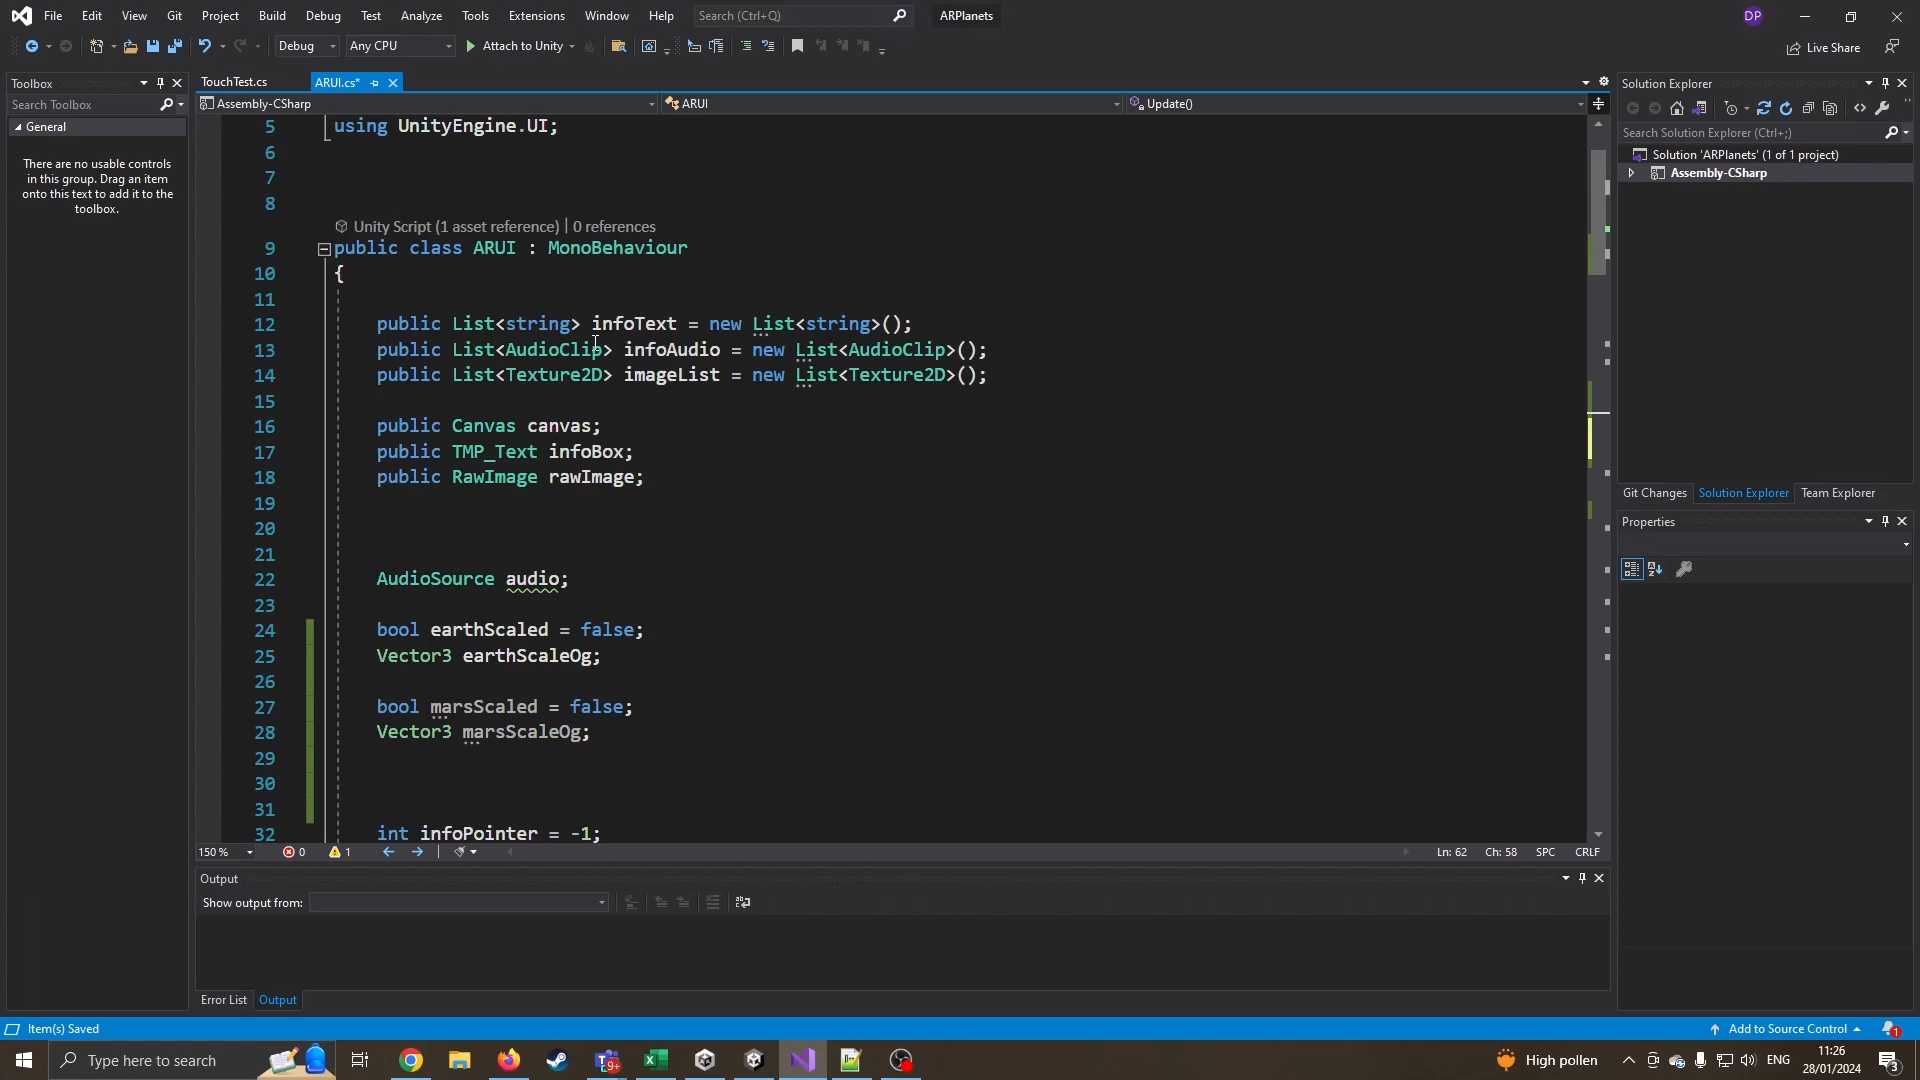 File Edit View Git Project Build Debug Test Analyze Tools Extensions Window Help Search (Ctrl+Q) ARPlanets DP
Debug Any CPU Attach to Unity Live Share
Toolbox
Search Toolbox
General
There are no usable controls
in this group. Drag an item
onto this text to add it to the
toolbox.
TouchTest.cs ARUI.cs*
Assembly-CSharp ARUI Update()
5 using UnityEngine.UI;
6
7
8
Unity Script (1 asset reference) | 0 references
9 public class ARUI : MonoBehaviour
10 {
11
12 public List<string> infoText = new List<string>();
13 public List<AudioClip> infoAudio = new List<AudioClip>();
14 public List<Texture2D> imageList = new List<Texture2D>();
15
16 public Canvas canvas;
17 public TMP_Text infoBox;
18 public RawImage rawImage;
19
20
21
22 AudioSource audio;
23
24 bool earthScaled = false;
25 Vector3 earthScaleOg;
26
27 bool marsScaled = false;
28 Vector3 marsScaleOg;
29
30
31
32 int infoPointer = -1;
150 % 0 1 Ln: 62 Ch: 58 SPC CRLF
Output
Show output from:
Error List Output
Solution Explorer
Search Solution Explorer (Ctrl+;)
Solution 'ARPlanets' (1 of 1 project)
Assembly-CSharp
Git Changes Solution Explorer Team Explorer
Properties
Item(s) Saved Add to Source Control 1
Type here to search 9+ High pollen ENG 11:26
28/01/2024 3